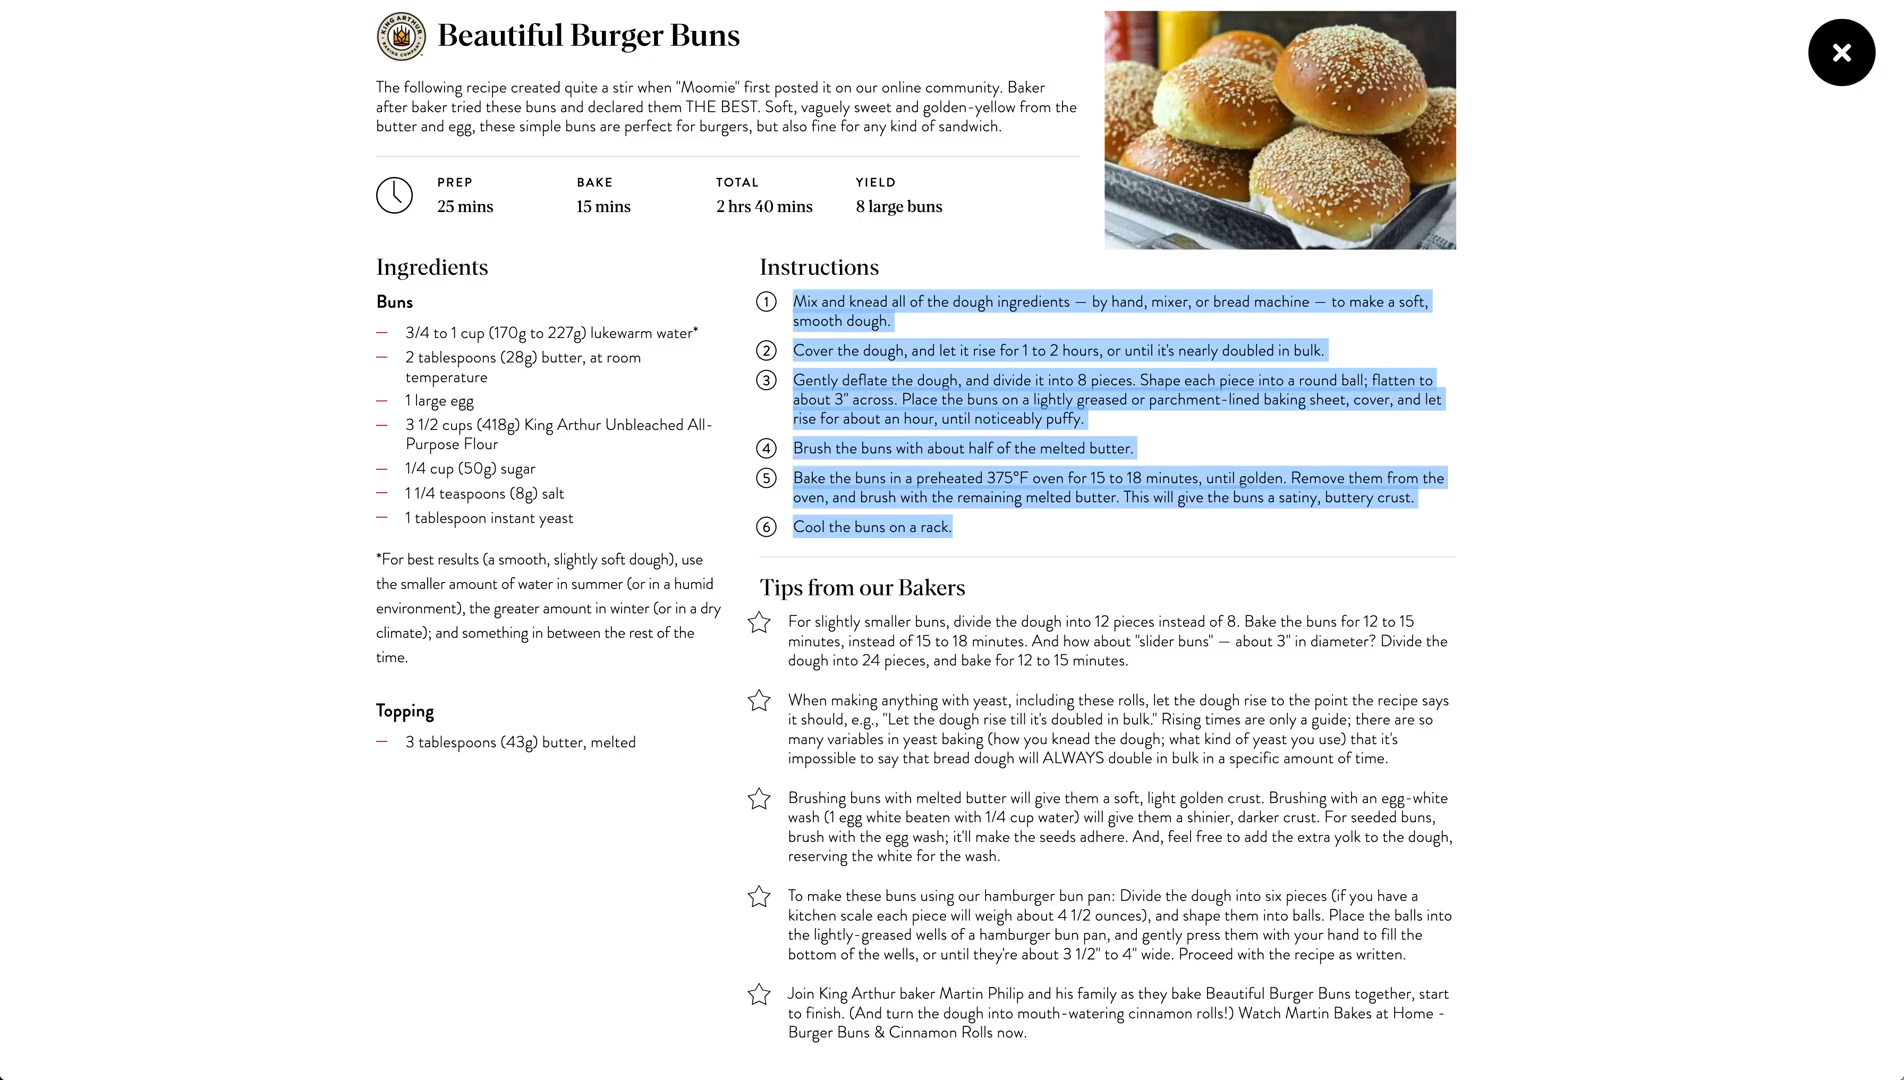 KING ARTHUR
BAKING COMPANY
Beautiful Burger Buns
The following recipe created quite a stir when "Moomie" first posted it on our online community. Baker
after baker tried these buns and declared them THE BEST. Soft, vaguely sweet and golden-yellow from the
butter and egg, these simple buns are perfect for burgers, but also fine for any kind of sandwich.
PREP
25 mins
BAKE
15 mins
TOTAL
2 hrs 40 mins
YIELD
8 large buns
Ingredients
Buns
— 3/4 to 1 cup (170g to 227g) lukewarm water*
— 2 tablespoons (28g) butter, at room
temperature
— 1 large egg
— 3 1/2 cups (418g) King Arthur Unbleached All-
Purpose Flour
— 1/4 cup (50g) sugar
— 1 1/4 teaspoons (8g) salt
— 1 tablespoon instant yeast
*For best results (a smooth, slightly soft dough), use
the smaller amount of water in summer (or in a humid
environment), the greater amount in winter (or in a dry
climate); and something in between the rest of the
time.
Topping
— 3 tablespoons (43g) butter, melted
Instructions
1 Mix and knead all of the dough ingredients — by hand, mixer, or bread machine — to make a soft,
smooth dough.
2 Cover the dough, and let it rise for 1 to 2 hours, or until it's nearly doubled in bulk.
3 Gently deflate the dough, and divide it into 8 pieces. Shape each piece into a round ball; flatten to
about 3" across. Place the buns on a lightly greased or parchment-lined baking sheet, cover, and let
rise for about an hour, until noticeably puffy.
4 Brush the buns with about half of the melted butter.
5 Bake the buns in a preheated 375°F oven for 15 to 18 minutes, until golden. Remove them from the
oven, and brush with the remaining melted butter. This will give the buns a satiny, buttery crust.
6 Cool the buns on a rack.
Tips from our Bakers
For slightly smaller buns, divide the dough into 12 pieces instead of 8. Bake the buns for 12 to 15
minutes, instead of 15 to 18 minutes. And how about "slider buns" — about 3" in diameter? Divide the
dough into 24 pieces, and bake for 12 to 15 minutes.
When making anything with yeast, including these rolls, let the dough rise to the point the recipe says
it should, e.g., "Let the dough rise till it's doubled in bulk." Rising times are only a guide; there are so
many variables in yeast baking (how you knead the dough; what kind of yeast you use) that it's
impossible to say that bread dough will ALWAYS double in bulk in a specific amount of time.
Brushing buns with melted butter will give them a soft, light golden crust. Brushing with an egg-white
wash (1 egg white beaten with 1/4 cup water) will give them a shinier, darker crust. For seeded buns,
brush with the egg wash; it'll make the seeds adhere. And, feel free to add the extra yolk to the dough,
reserving the white for the wash.
To make these buns using our hamburger bun pan: Divide the dough into six pieces (if you have a
kitchen scale each piece will weigh about 4 1/2 ounces), and shape them into balls. Place the balls into
the lightly-greased wells of a hamburger bun pan, and gently press them with your hand to fill the
bottom of the wells, or until they're about 3 1/2" to 4" wide. Proceed with the recipe as written.
Join King Arthur baker Martin Philip and his family as they bake Beautiful Burger Buns together, start
to finish. (And turn the dough into mouth-watering cinnamon rolls!) Watch Martin Bakes at Home -
Burger Buns & Cinnamon Rolls now.